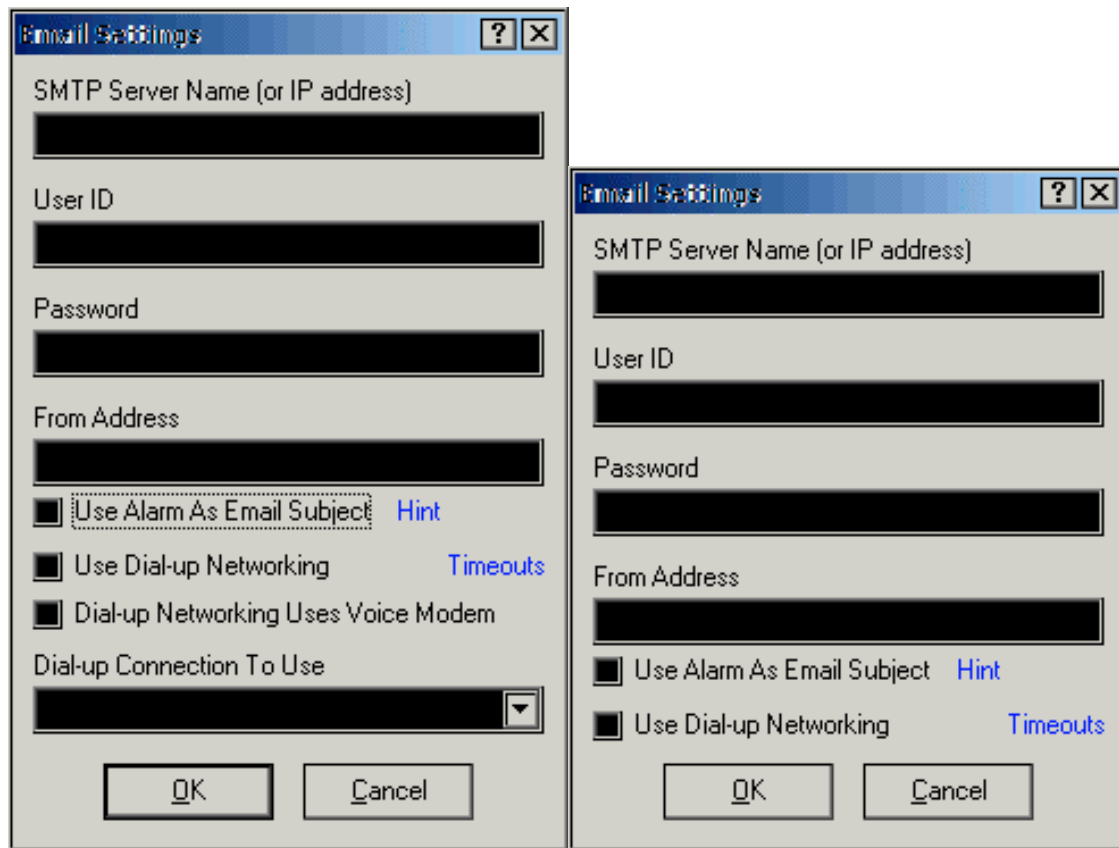 Email Settings ?
SMTP Server Name (or IP address)
User ID
Password
From Address
Use Alarm As Email Subject Hint
Use Dial-up Networking Timeouts
Dial-up Networking Uses Voice Modem
Dial-up Connection To Use
OK Cancel
Email Settings ?
SMTP Server Name (or IP address)
User ID
Password
From Address
Use Alarm As Email Subject Hint
Use Dial-up Networking Timeouts
OK Cancel